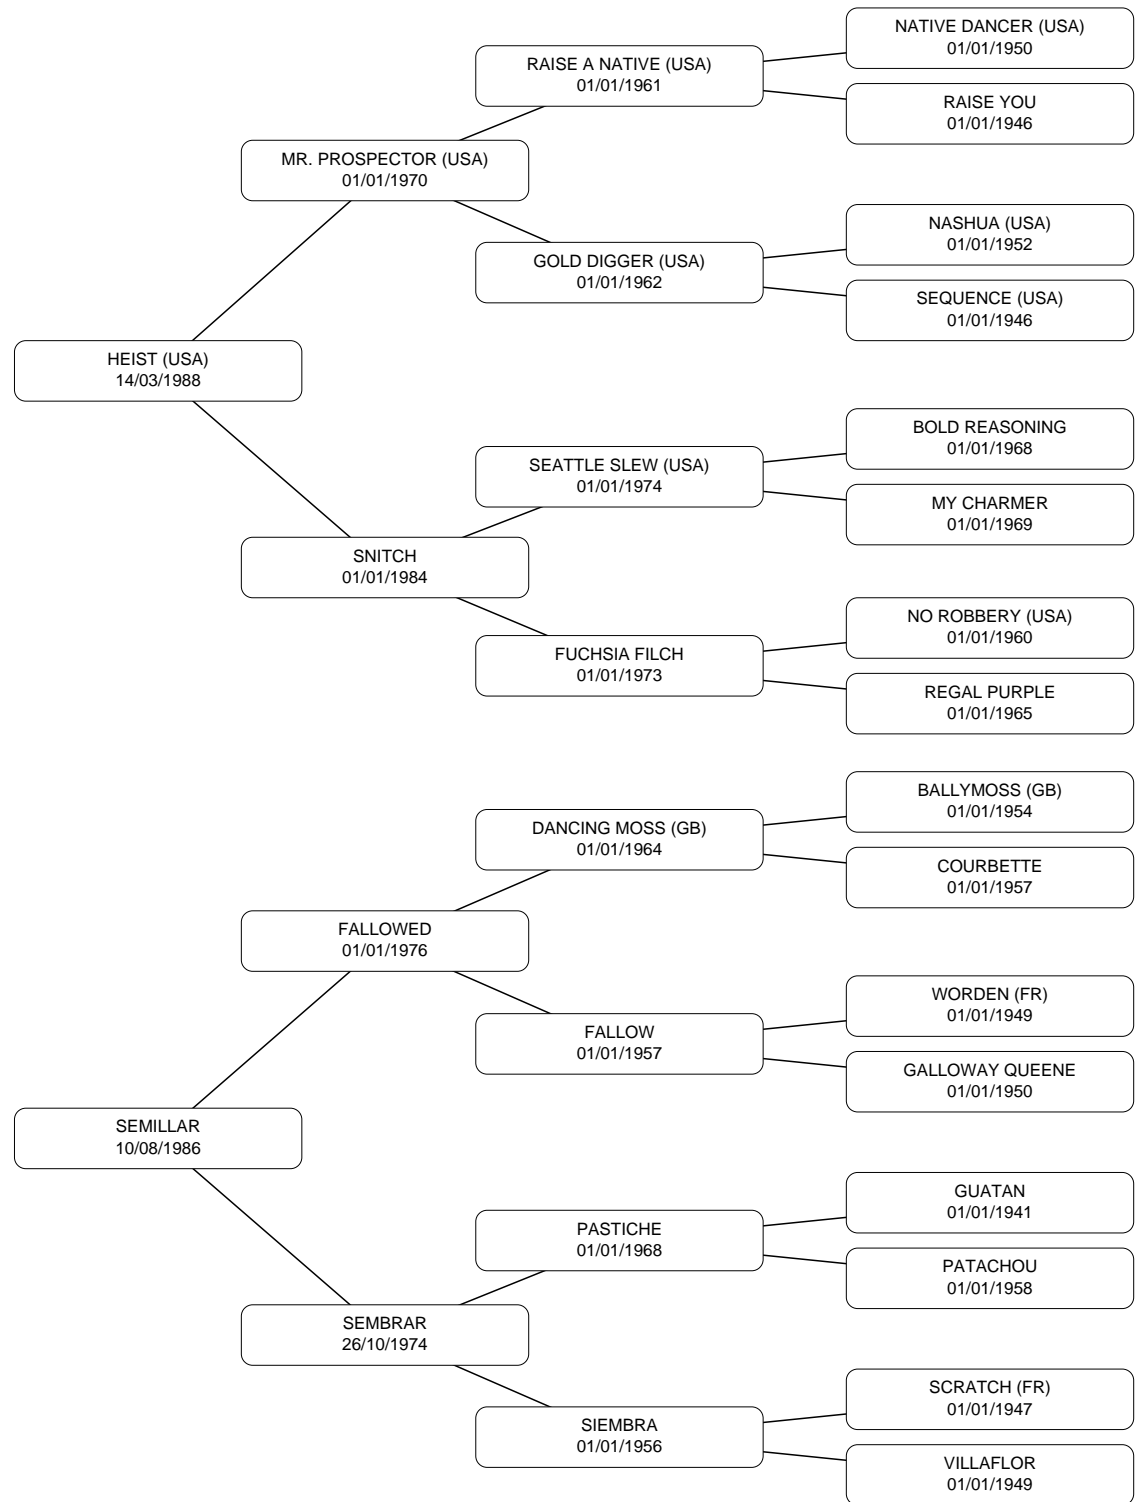 NATIVE DANCER (USA)
01/01/1950
RAISE A NATIVE (USA)
01/01/1961
RAISE YOU
01/01/1946
MR. PROSPECTOR (USA)
01/01/1970
NASHUA (USA)
01/01/1952
GOLD DIGGER (USA)
01/01/1962
SEQUENCE (USA)
01/01/1946
HEIST (USA)
14/03/1988
BOLD REASONING
01/01/1968
SEATTLE SLEW (USA)
01/01/1974
MY CHARMER
01/01/1969
SNITCH
01/01/1984
NO ROBBERY (USA)
01/01/1960
FUCHSIA FILCH
01/01/1973
REGAL PURPLE
01/01/1965
BALLYMOSS (GB)
01/01/1954
DANCING MOSS (GB)
01/01/1964
COURBETTE
01/01/1957
FALLOWED
01/01/1976
WORDEN (FR)
01/01/1949
FALLOW
01/01/1957
GALLOWAY QUEENE
01/01/1950
SEMILLAR
10/08/1986
GUATAN
01/01/1941
PASTICHE
01/01/1968
PATACHOU
01/01/1958
SEMBRAR
26/10/1974
SCRATCH (FR)
01/01/1947
SIEMBRA
01/01/1956
VILLAFLOR
01/01/1949